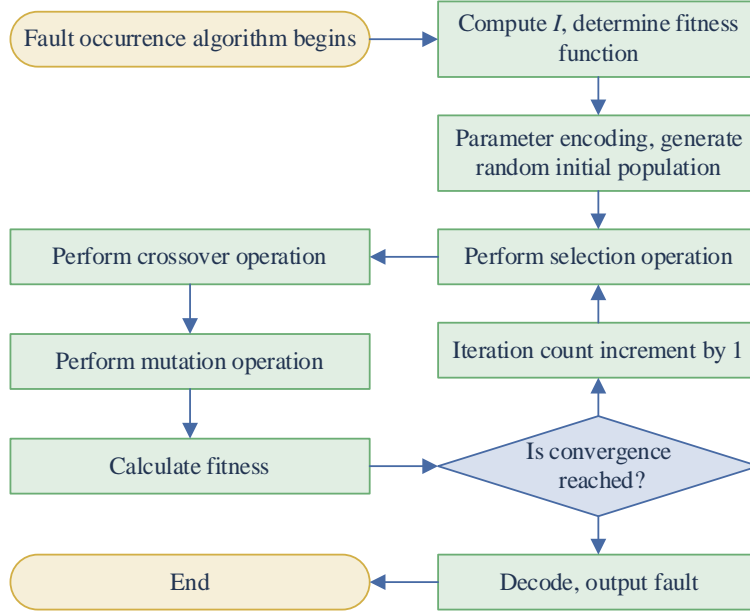 Fault occurrence algorithm begins
Compute I, determine fitness
function
Parameter encoding, generate
random initial population
Perform selection operation
Perform crossover operation
Perform mutation operation
Calculate fitness
Is convergence
reached?
Iteration count increment by 1
Decode, output fault
End